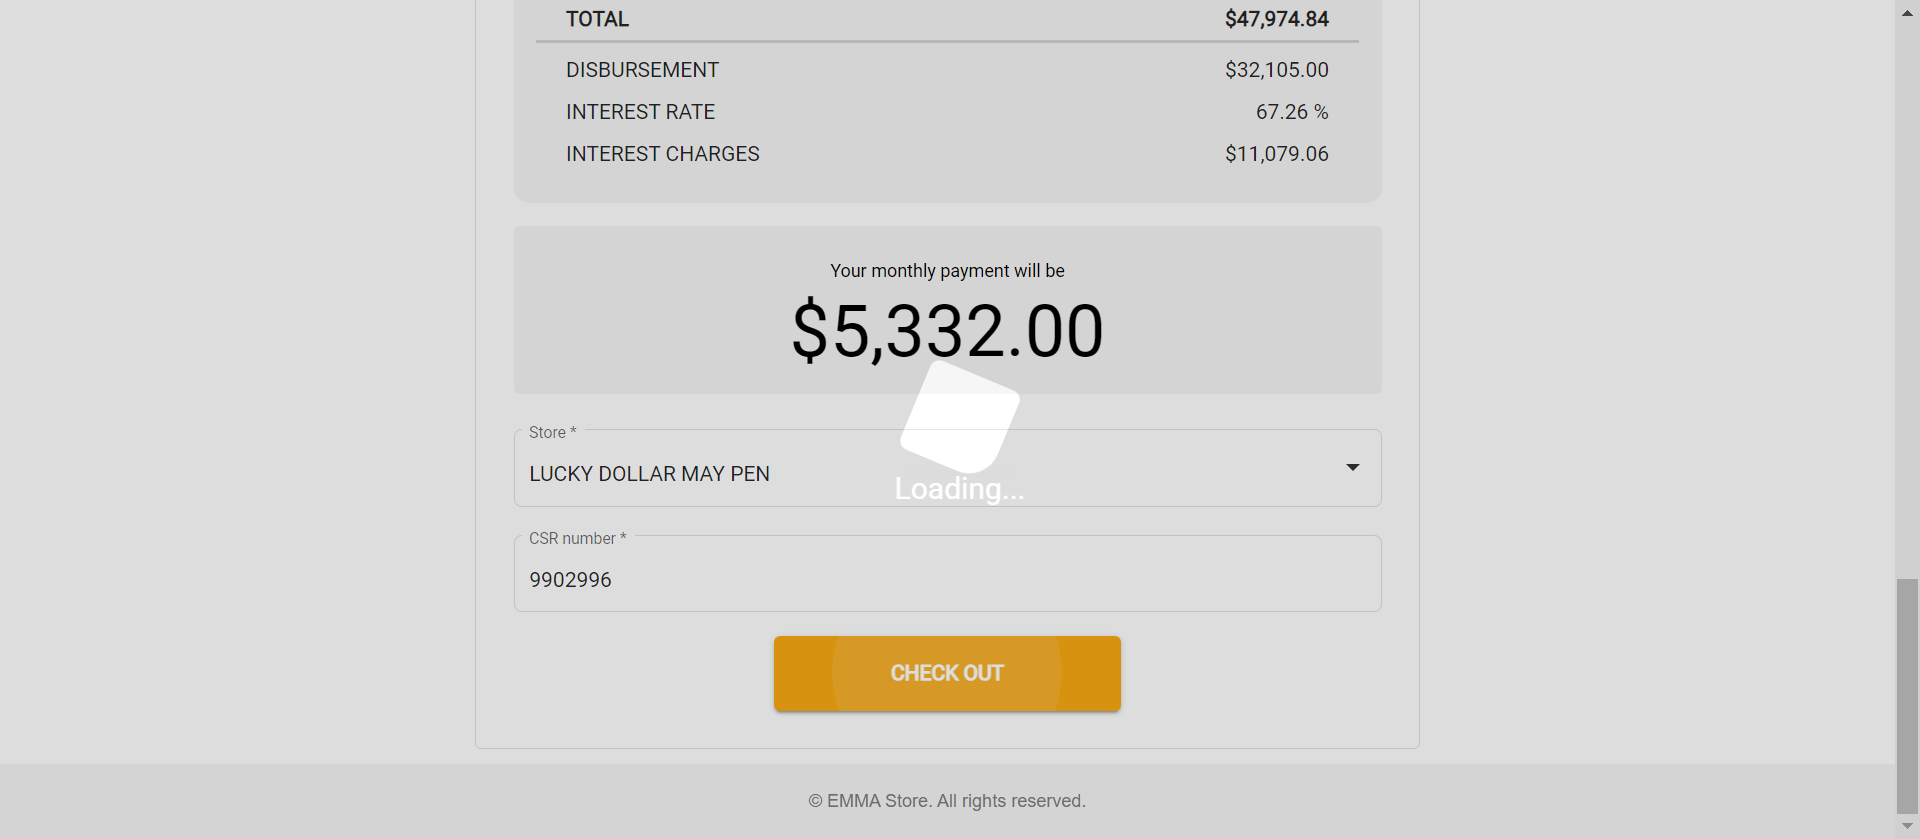 TOTAL $47,974.84
DISBURSEMENT $32,105.00
INTEREST RATE 67.26 %
INTEREST CHARGES $11,079.06
Your monthly payment will be
$5,332.00
Store *
LUCKY DOLLAR MAY PEN
Loading...
CSR number *
9902996
CHECK OUT
© EMMA Store. All rights reserved.